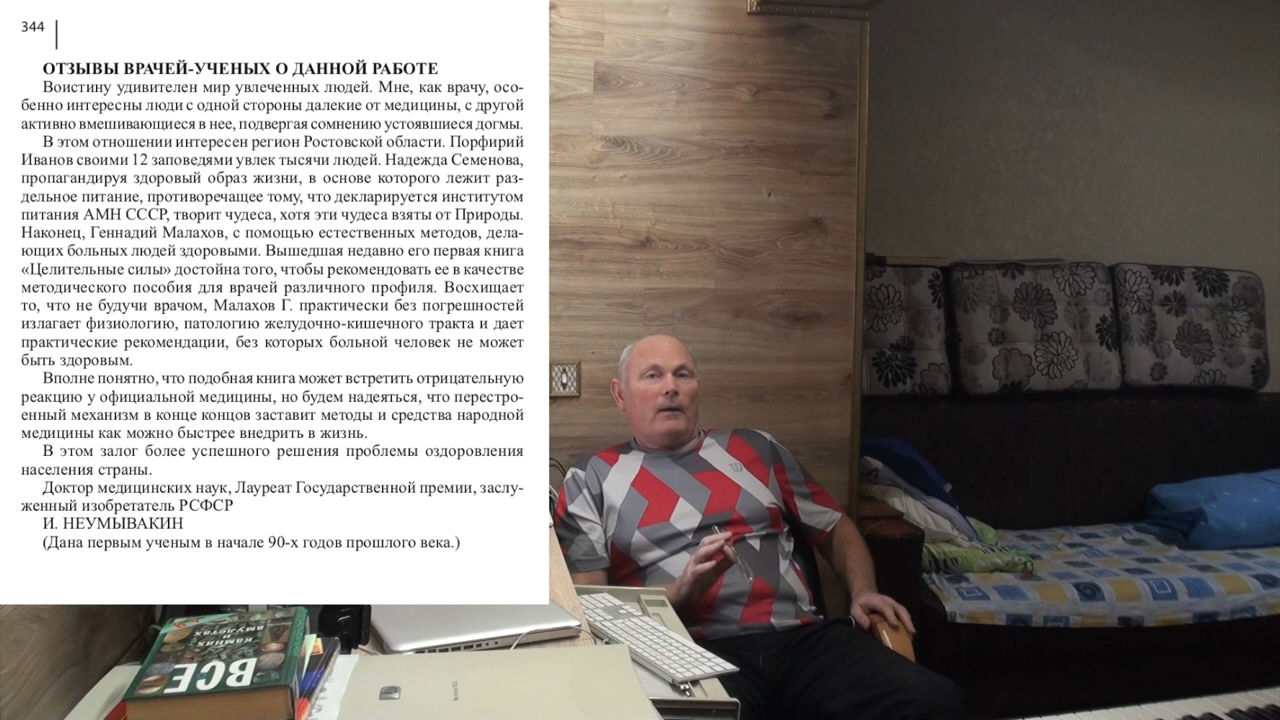 344
ОТЗЫВЫ ВРАЧЕЙ-УЧЕНЫХ О ДАННОЙ РАБОТЕ
Воистину удивителен мир увлеченных людей. Мне, как врачу, осо-
бенно интересны люди с одной стороны далекие от медицины, с другой
активно вмешивающиеся в нее, подвергая сомнению устоявшиеся догмы.
В этом отношении интересен регион Ростовской области. Порфирий
Иванов своими 12 заповедями увлек тысячи людей. Надежда Семенова,
пропагандируя здоровый образ жизни, в основе которого лежит раз-
дельное питание, противоречащее тому, что декларируется институтом
питания АМН СССР, творит чудеса, хотя эти чудеса взяты от Природы.
Наконец, Геннадий Малахов, с помощью естественных методов, дела-
ющих больных людей здоровыми. Вышедшая недавно его первая книга
«Целительные силы» достойна того, чтобы рекомендовать ее в качестве
методического пособия для врачей различного профиля. Восхищает
то, что не будучи врачом, Малахов Г. практически без погрешностей
излагает физиологию, патологию желудочно-кишечного тракта и дает
практические рекомендации, без которых больной человек не может
быть здоровым.
Вполне понятно, что подобная книга может встретить отрицательную
реакцию у официальной медицины, но будем надеяться, что перестро-
енный механизм в конце концов заставит методы и средства народной
медицины как можно быстрее внедрить в жизнь.
В этом залог более успешного решения проблемы оздоровления
населения страны.
Доктор медицинских наук, Лауреат Государственной премии, заслу-
женный изобретатель РСФСР
И. НЕУМЫВАКИН
(Дана первым ученым в начале 90-х годов прошлого века.)
ВСЕ
камнях
и
амулетах